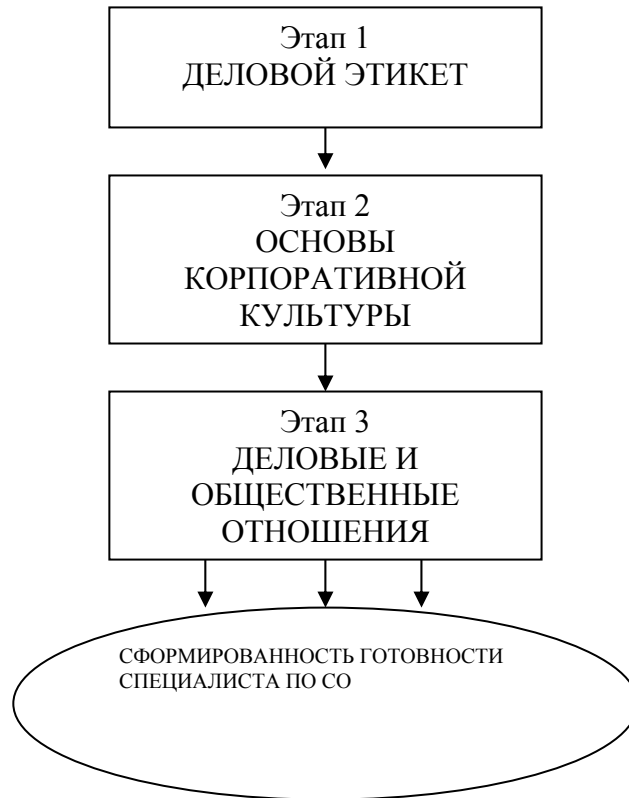 Этап 1
ДЕЛОВОЙ ЭТИКЕТ
Этап 2
ОСНОВЫ
КОРПОРАТИВНОЙ
КУЛЬТУРЫ
Этап 3
ДЕЛОВЫЕ И
ОБЩЕСТВЕННЫЕ
ОТНОШЕНИЯ
СФОРМИРОВАННОСТЬ ГОТОВНОСТИ
СПЕЦИАЛИСТА ПО СО